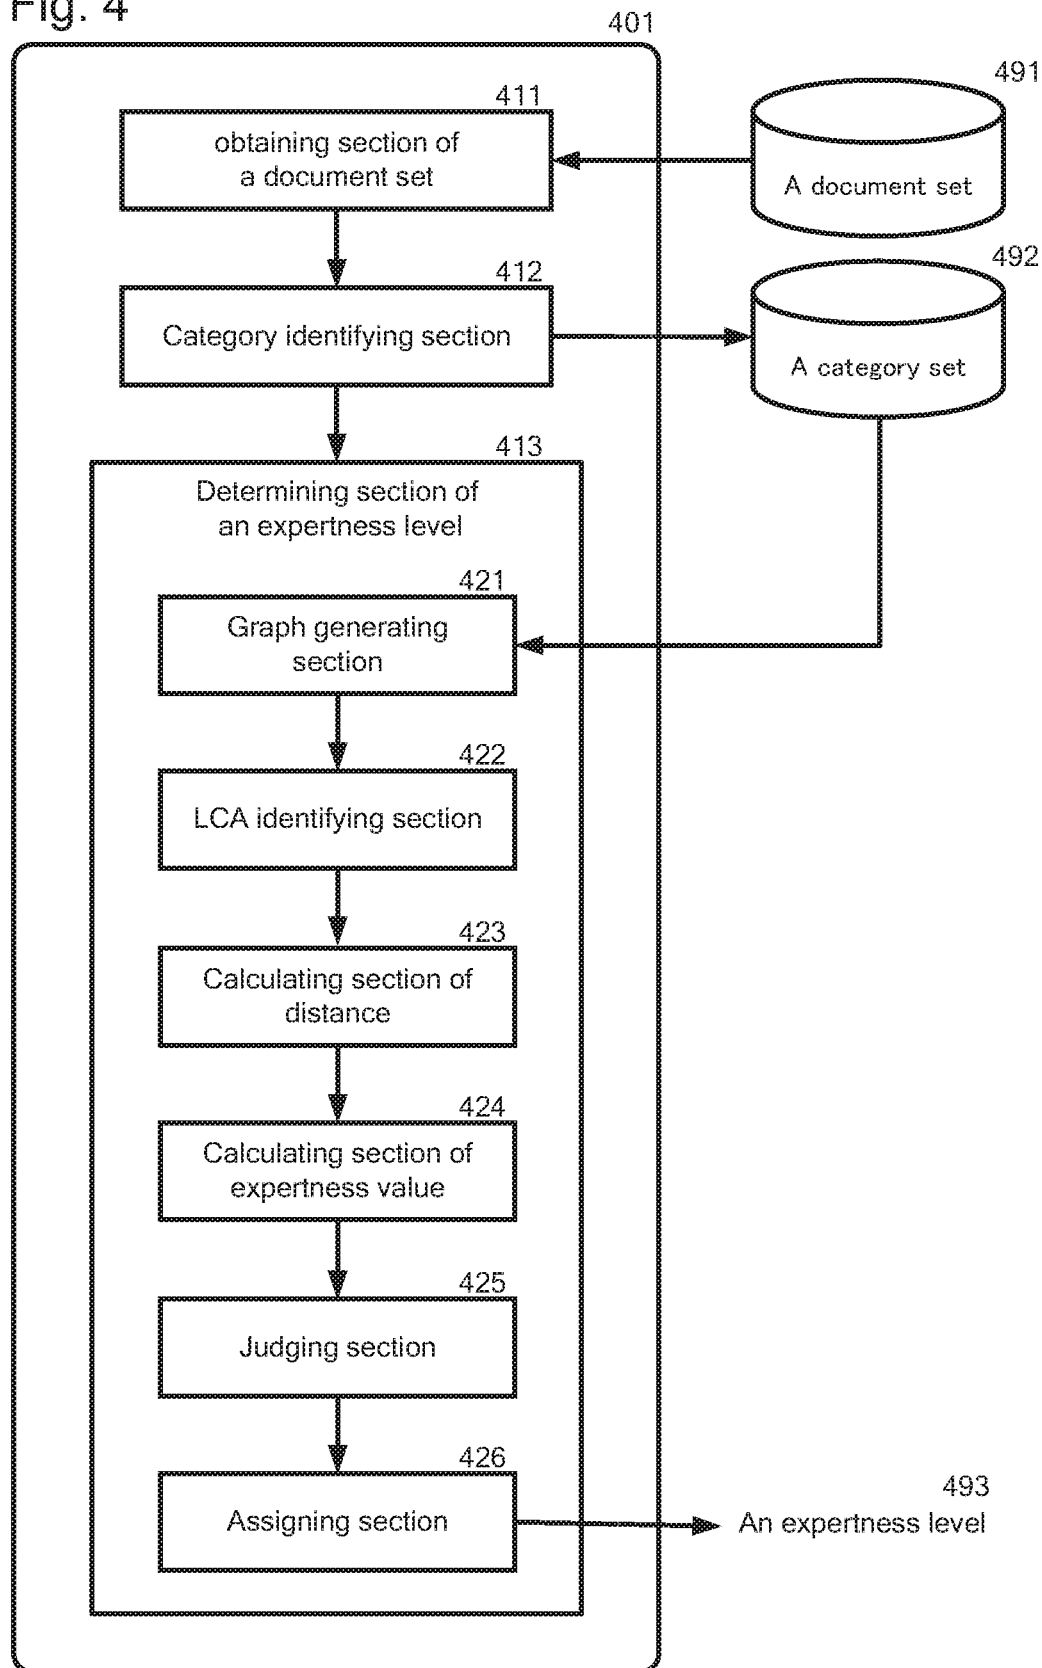 Fig. 4
401
491
411
obtaining section of
a document set
A document set
492
412
Category identifying section
A category set
413
Determining section of
an expertness level
421
Graph generating
section
422
LCA identifying section
423
Calculating section of
distance
424
Calculating section of
expertness value
425
Judging section
426
Assigning section
493
An expertness level